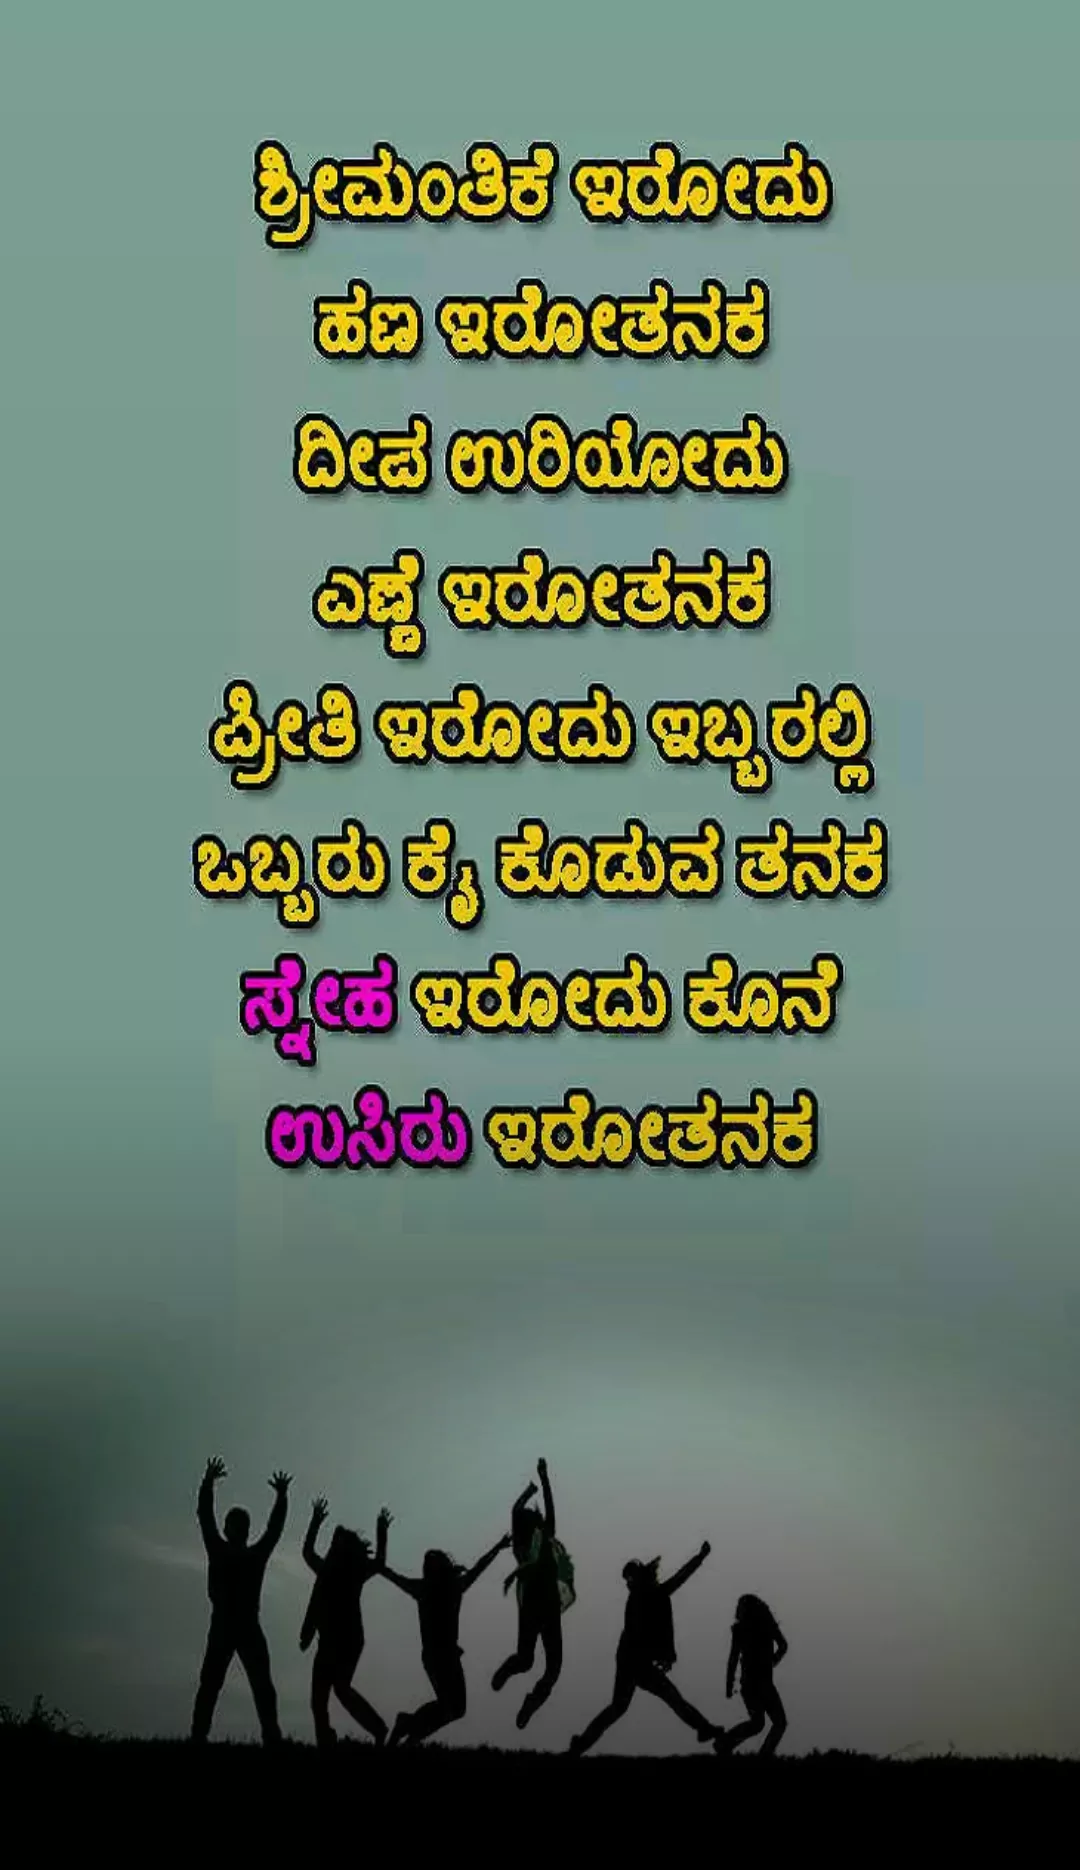 ಶ್ರೀಮಂತಿಕೆ ಇರೋದು
ಹಣ ಇರೋತನಕ
ದೀಪ ಉರಿಯೋದು
ಎಣ್ಣೆ ಇರೋತನಕ
ಪ್ರೀತಿ ಇರೋದು ಇಬ್ಬರಲ್ಲಿ
ಒಬ್ಬರು ಕೈ ಕೊಡುವ ತನಕ
ಸ್ನೇಹ ಇರೋದು ಕೊನೆ
ಉಸಿರು ಇರೋತನಕ